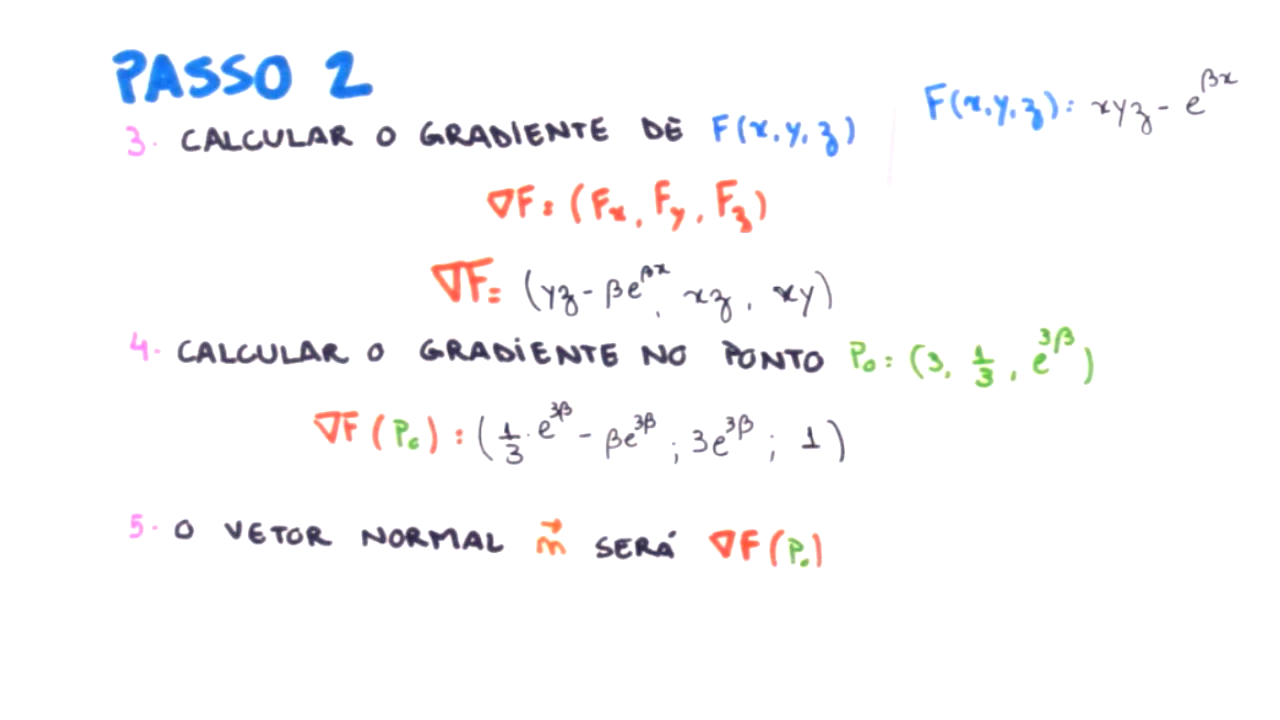 PASSO 2
F(x,y,z): xyz - e^{βx}
3. CALCULAR O GRADIENTE DE F(x,y,z)
∇F = (Fx, Fy, Fz)
∇F = (yz - βe^{βx}, xz, xy)
4. CALCULAR O GRADIENTE NO PONTO P₀ = (3, 1/3, e^{3β})
∇F(P₀) = (1/3 · e^{3β} - βe^{3β} ; 3e^{3β} ; 1)
5. O VETOR NORMAL n⃗ SERÁ ∇F(P₀)